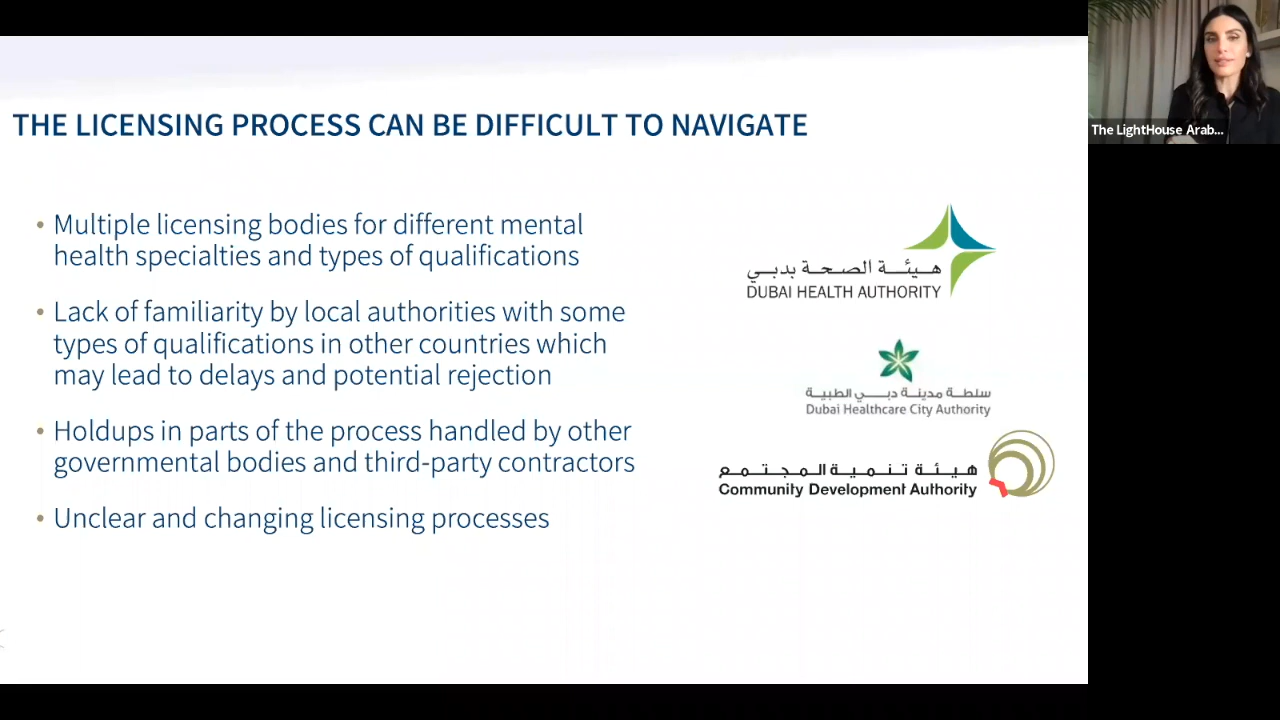 THE LICENSING PROCESS CAN BE DIFFICULT TO NAVIGATE
• Multiple licensing bodies for different mental
health specialties and types of qualifications
• Lack of familiarity by local authorities with some
types of qualifications in other countries which
may lead to delays and potential rejection
• Holdups in parts of the process handled by other
governmental bodies and third-party contractors
• Unclear and changing licensing processes
هيئة الصحة بدبي
DUBAI HEALTH AUTHORITY
سلطة مدينة دبي الطبية
Dubai Healthcare City Authority
هيئة تنمية المجتمع
Community Development Authority
The LightHouse Arab...